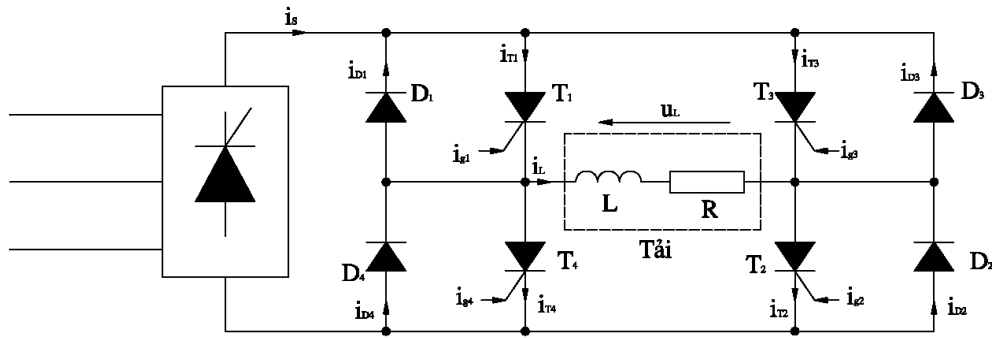 is
iD1
D1
iT1
T1
ig1
uL
iT3
T3
ig3
iD3
D3
iL
L
R
Tải
D4
iD4
T4
ig4
iT4
T2
iT2
ig2
D2
iD2